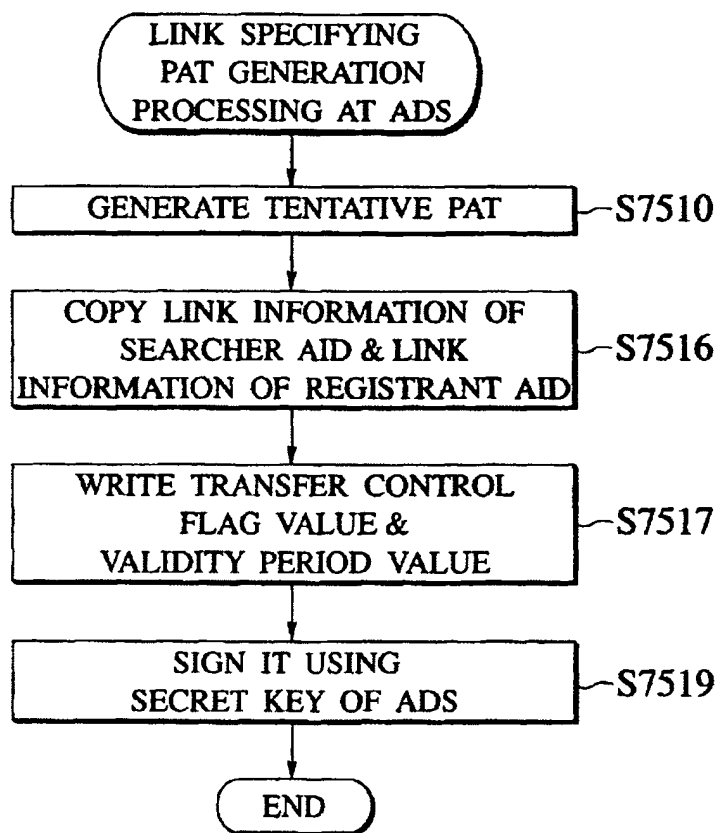 LINK SPECIFYING
PAT GENERATION
PROCESSING AT ADS
GENERATE TENTATIVE PAT
S7510
COPY LINK INFORMATION OF
SEARCHER AID & LINK
INFORMATION OF REGISTRANT AID
S7516
WRITE TRANSFER CONTROL
FLAG VALUE &
VALIDITY PERIOD VALUE
S7517
SIGN IT USING
SECRET KEY OF ADS
S7519
END